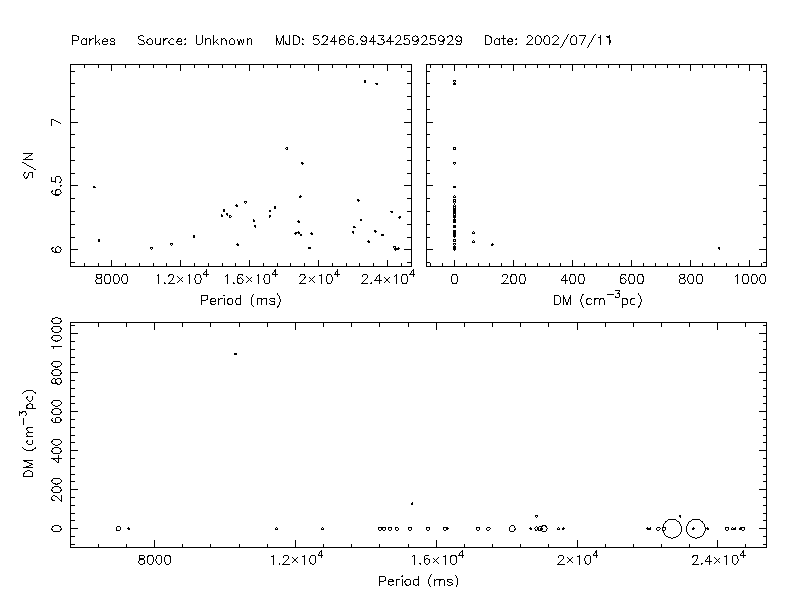 Parkes Source: Unknown MJD: 52466.943425925929 Date: 2002/07/11
S/N
7
6.5
6
8000 1.2×10⁴ 1.6×10⁴ 2×10⁴ 2.4×10⁴
Period (ms)
0 200 400 600 800 1000
DM (cm⁻³pc)
DM (cm⁻³pc)
1000
800
600
400
200
0
8000 1.2×10⁴ 1.6×10⁴ 2×10⁴ 2.4×10⁴
Period (ms)